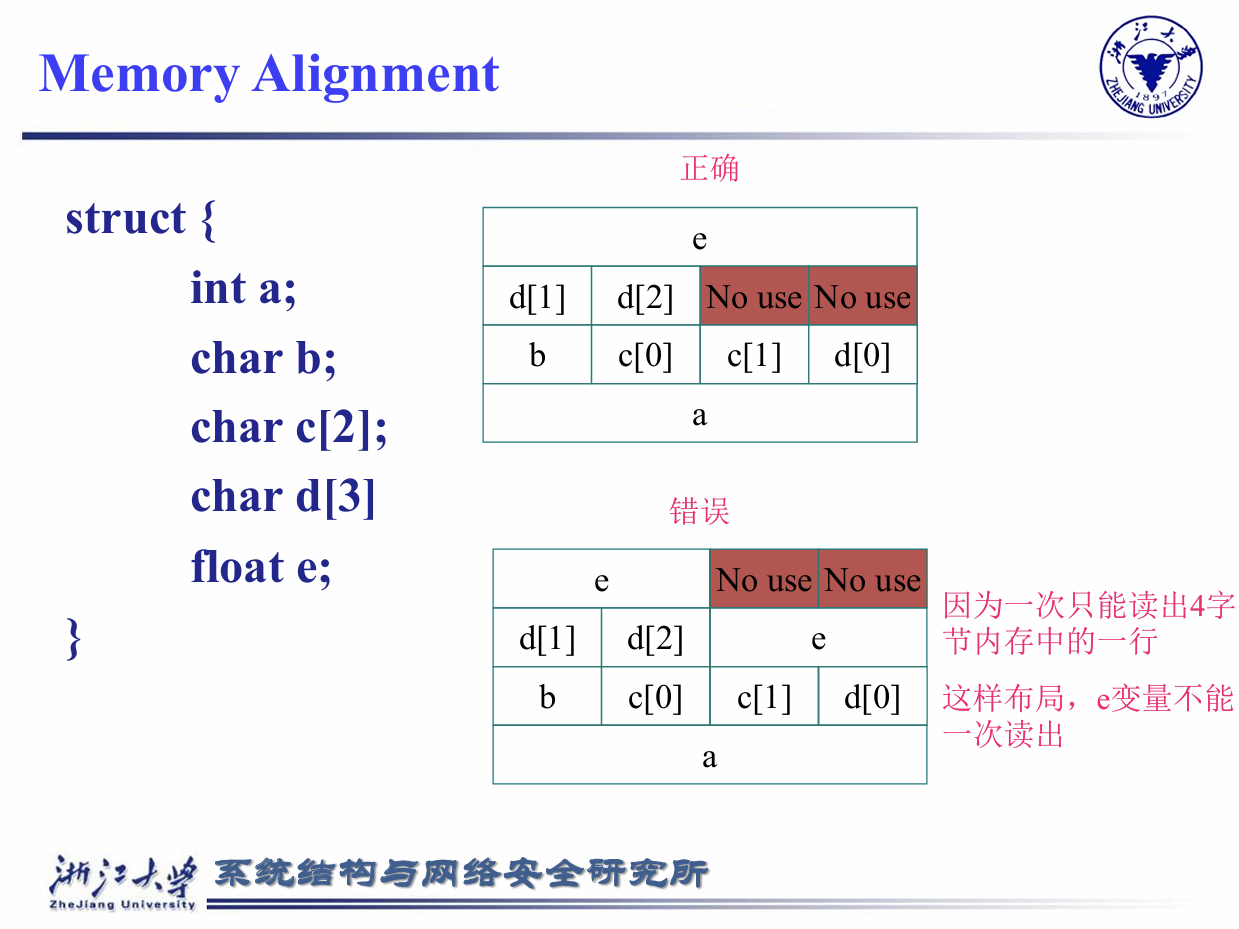 Memory Alignment
浙江大学
ZHEJIANG UNIVERSITY
1897
struct {
int a;
char b;
char c[2];
char d[3]
float e;
}
正确
e
d[1] d[2] No use No use
b c[0] c[1] d[0]
a
错误
e No use No use
d[1] d[2] e
b c[0] c[1] d[0]
a
因为一次只能读出4字
节内存中的一行
这样布局，e变量不能
一次读出
浙江大学
ZheJiang University
系统结构与网络安全研究所